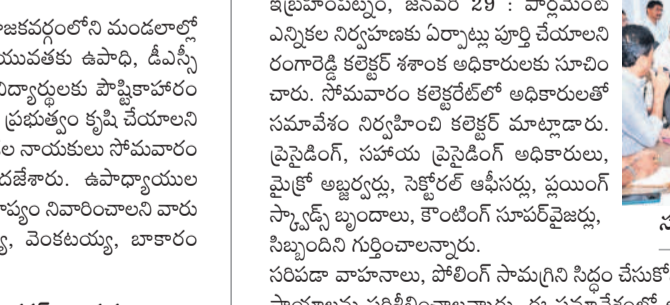 జకవర్గంలోని మండలాల్లో
యువతకు ఉపాధి, డీఎస్సీ
విద్యార్థులకు పౌష్టికాహారం
ప్రభుత్వం కృషి చేయాలని
ల నాయకులు సోమవారం
దజేశారు. ఉపాధ్యాయుల
ప్యం నివారించాలని వారు
వెంకటయ్య, బాకారం
ఇబ్రహీంపట్నం, జనవరి 29 : పార్లమెంట్
ఎన్నికల నిర్వహణకు ఏర్పాట్లు పూర్తి చేయాలని
రంగారెడ్డి కలెక్టర్ శశాంక అధికారులకు సూచిం
చారు. సోమవారం కలెక్టరేట్‌లో అధికారులతో
సమావేశం నిర్వహించి కలెక్టర్ మాట్లాడారు.
ప్రైసైడింగ్, సహాయ ప్రైసైడింగ్ అధికారులు,
మైక్రో అబ్జర్వర్లు, సెక్టోరల్ ఆఫీసర్లు, ప్లయింగ్
స్క్వాడ్స్ బృందాలు, కౌంటింగ్ సూపర్‌వైజర్లు,
సిబ్బందిని గుర్తించాలన్నారు.
సరిపడా వాహనాలు, పోలింగ్ సామగ్రిని సిద్ధం చేసుకో